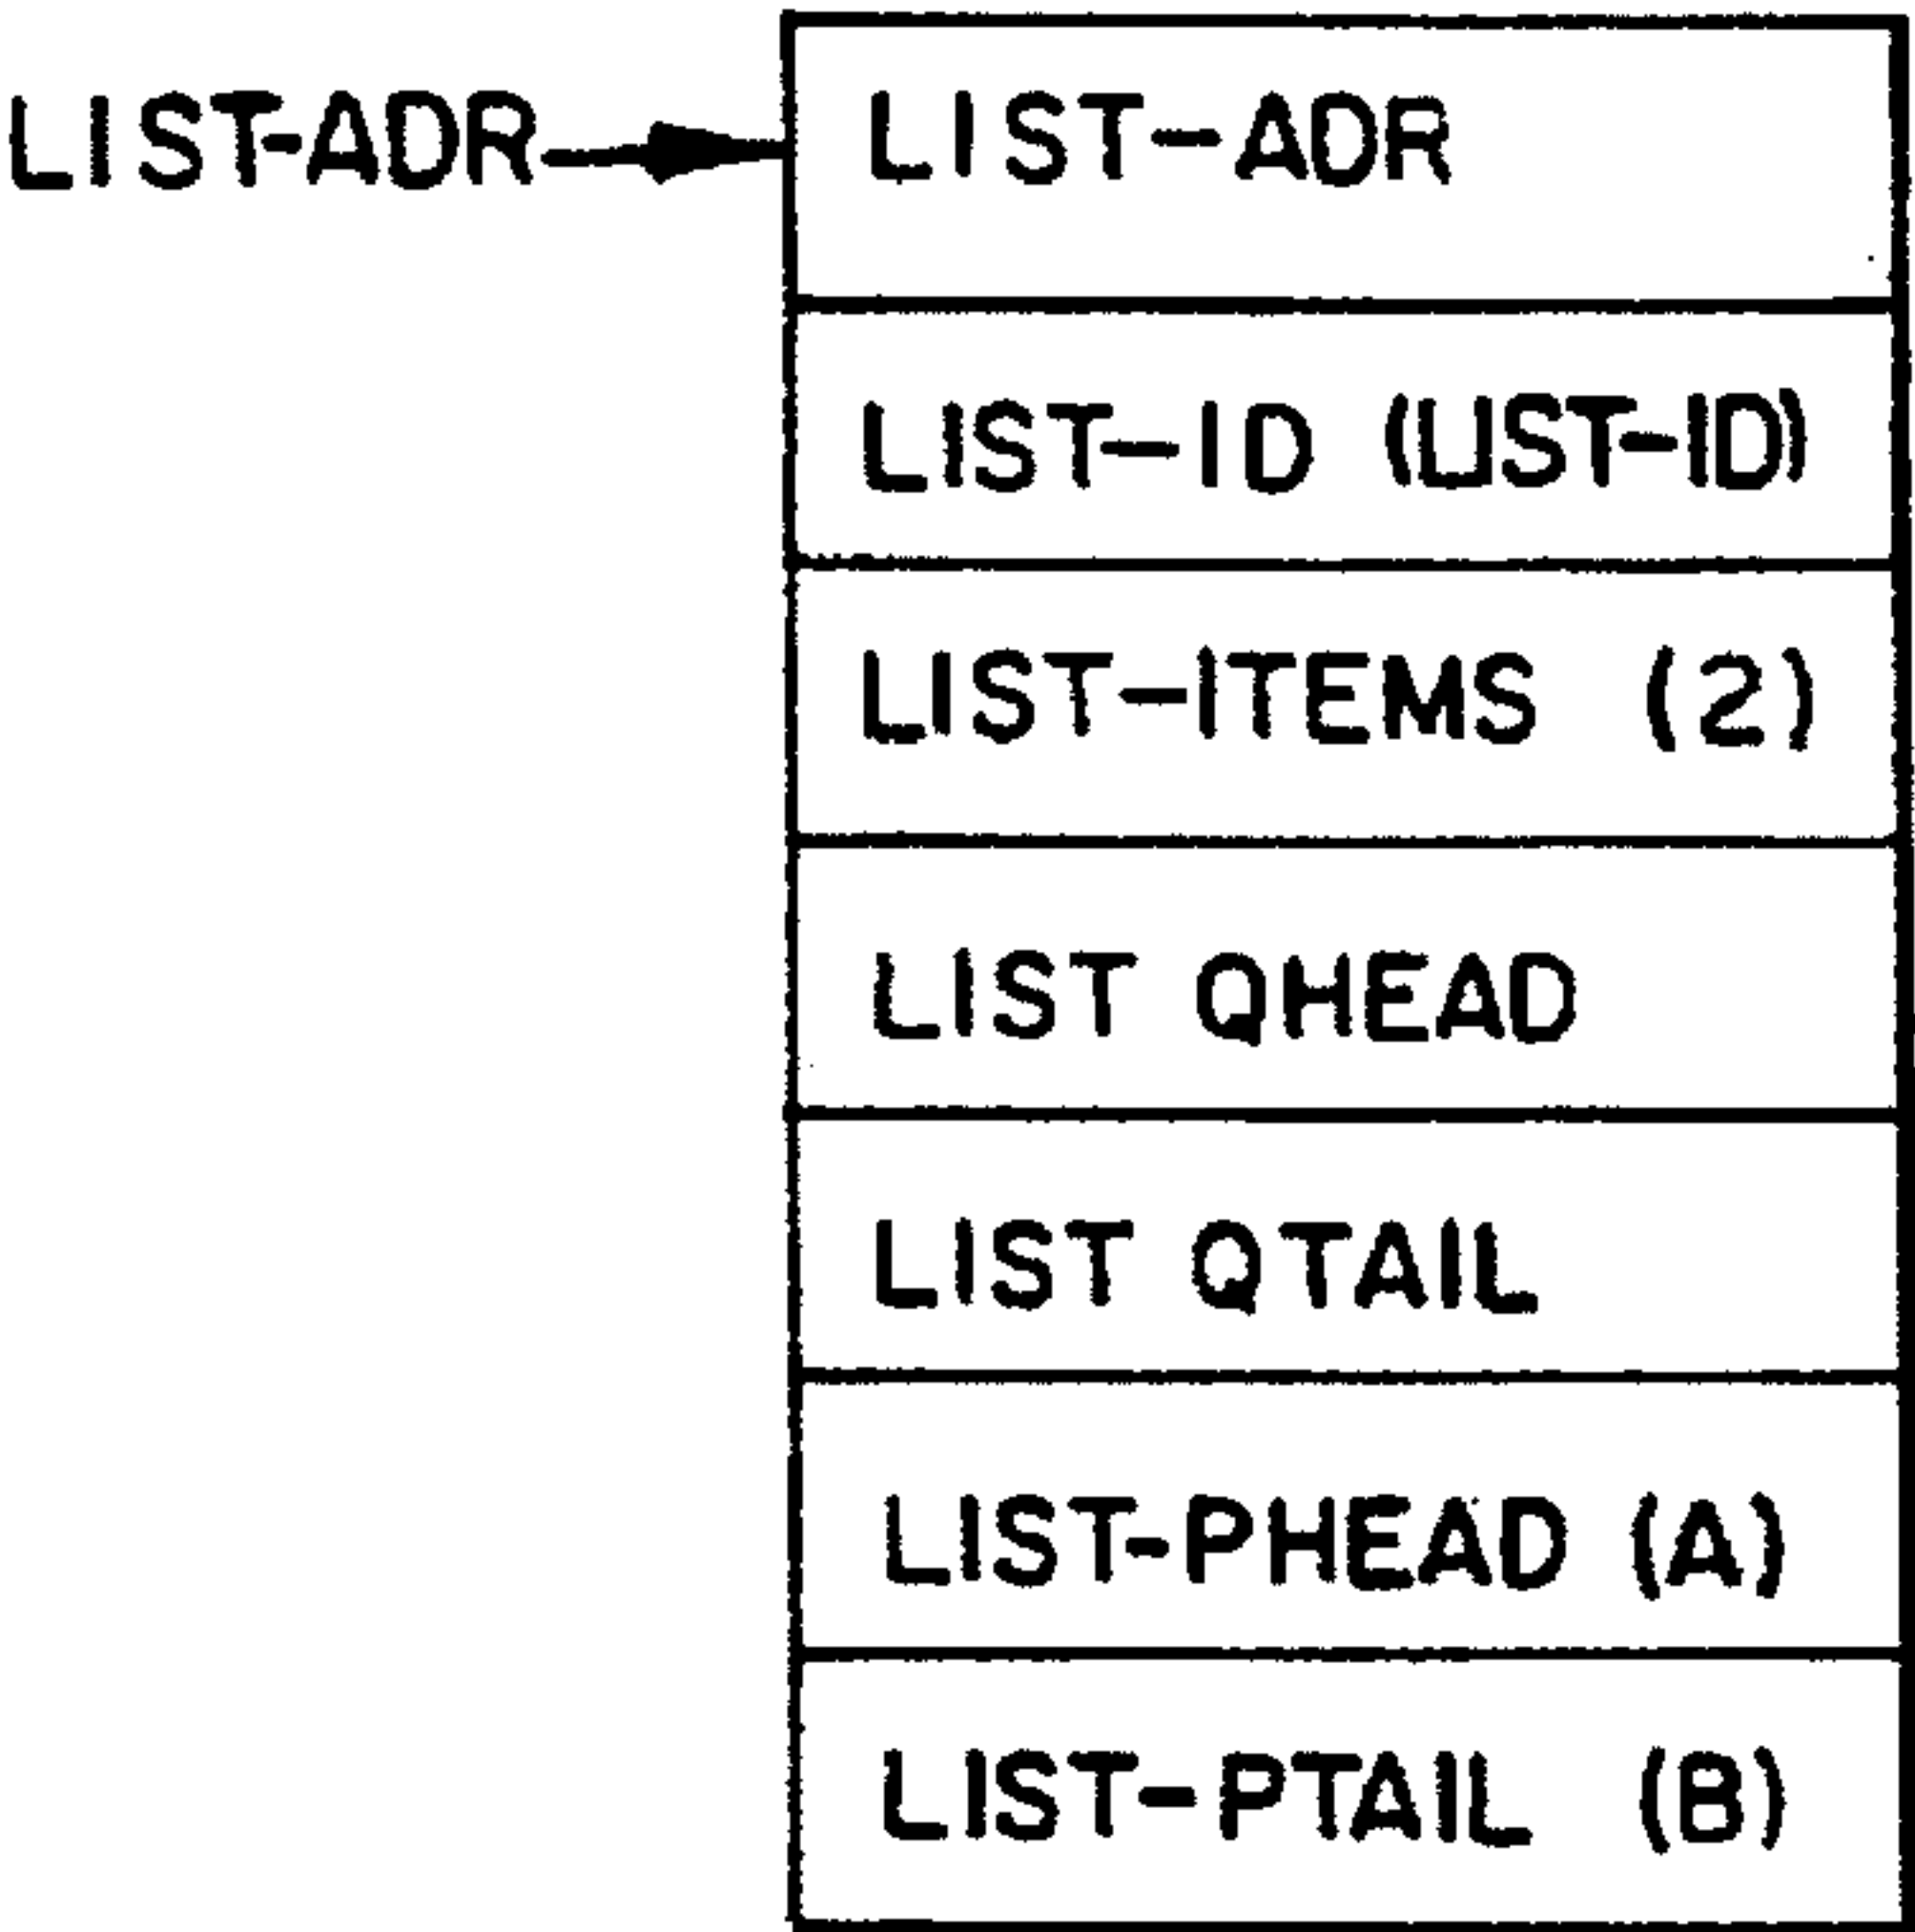 LIST-ADR
LIST-ADR
LIST-ID (LIST-ID)
LIST-ITEMS (2)
LIST QHEAD
LIST QTAIL
LIST-PHEAD (A)
LIST-PTAIL (B)